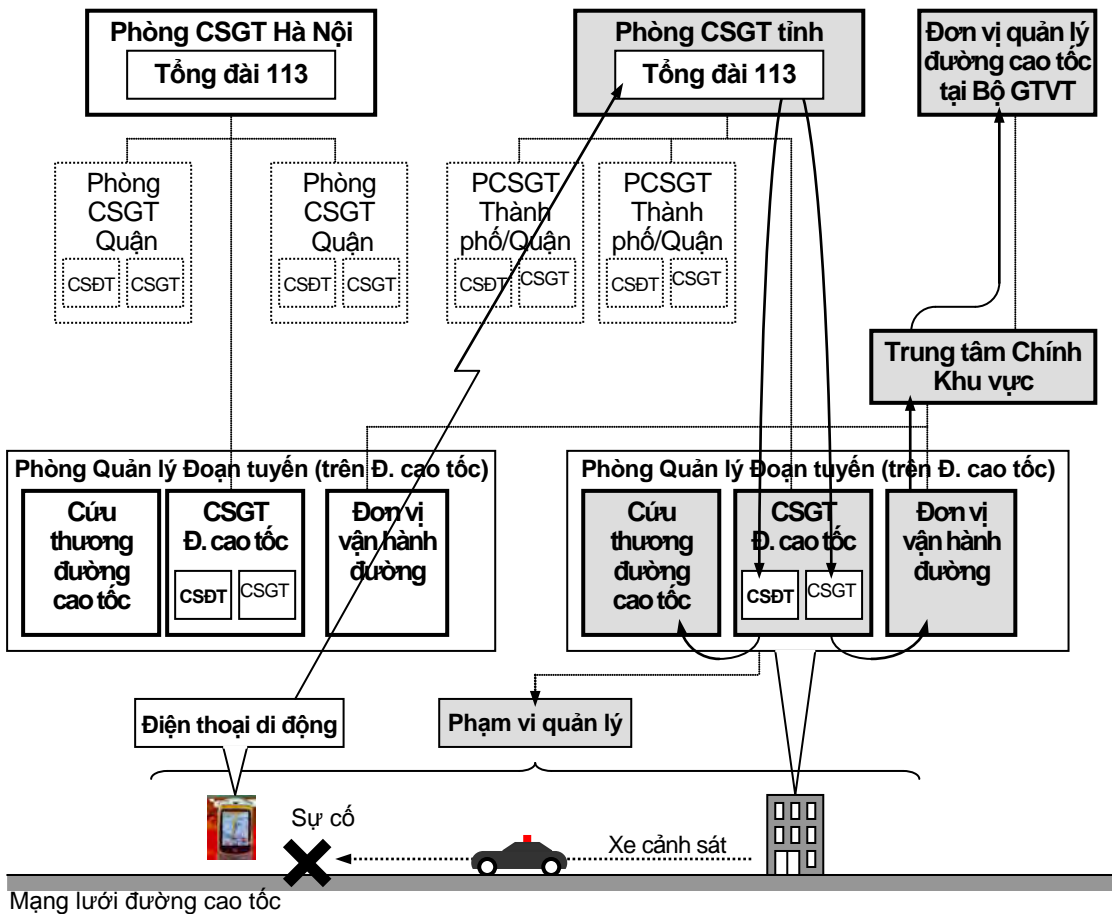 Phòng CSGT Hà Nội
Tổng đài 113
Phòng CSGT tỉnh
Tổng đài 113
Đơn vị quản lý
đường cao tốc
tại Bộ GTVT
Phòng
CSGT
Quận
CSĐT
CSGT
Phòng
CSGT
Quận
CSĐT
CSGT
PCSGT
Thành
phố/Quận
CSĐT
CSGT
PCSGT
Thành
phố/Quận
CSĐT
CSGT
Trung tâm Chính
Khu vực
Phòng Quản lý Đoạn tuyến (trên Đ. cao tốc)
Cứu
thương
đường
cao tốc
CSGT
Đ. cao tốc
CSĐT
CSGT
Đơn vị
vận hành
đường
Phòng Quản lý Đoạn tuyến (trên Đ. cao tốc)
Cứu
thương
đường
cao tốc
CSGT
Đ. cao tốc
CSĐT
CSGT
Đơn vị
vận hành
đường
Điện thoại di động
Phạm vi quản lý
Sự cố
Xe cảnh sát
Mạng lưới đường cao tốc